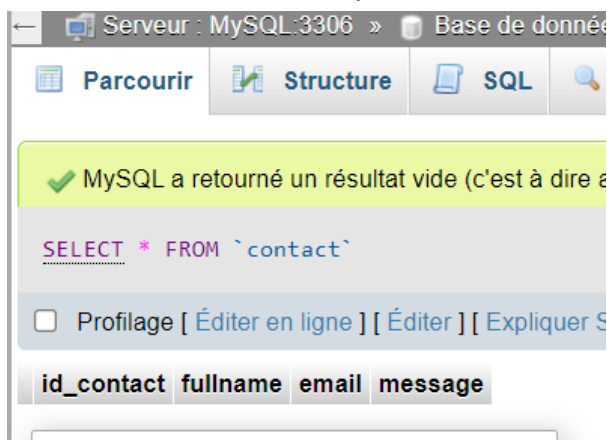 ← Serveur : MySQL:3306 » Base de donnée
Parcourir Structure SQL
MySQL a retourné un résultat vide (c'est à dire a
SELECT * FROM `contact`
Profilage [ Éditer en ligne ] [ Éditer ] [ Expliquer S
id_contact fullname email message